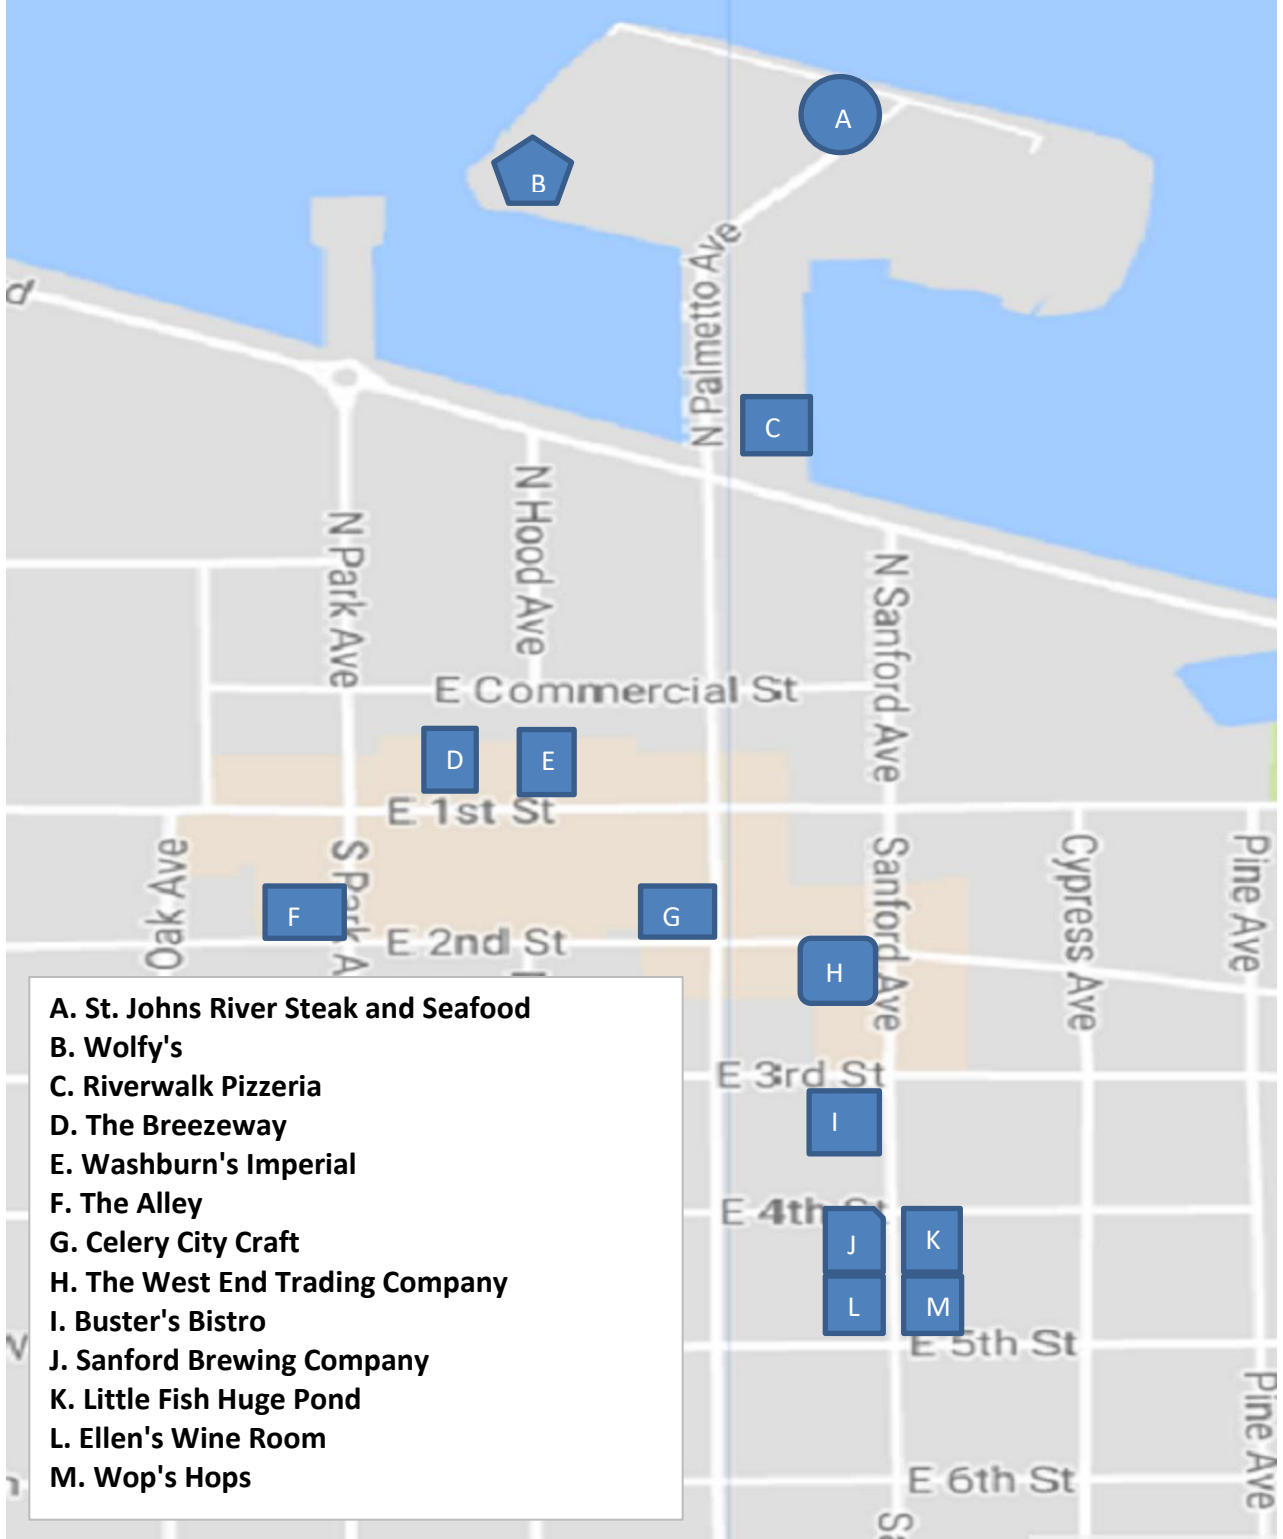 A
B
d
N Palmetto Ave
C
N Hood Ave
N Park Ave
N Sanford Ave
E Commercial St
D
E
E 1st St
Oak Ave
S Park A
Sanford Ave
Cypress Ave
Pine Ave
F
G
E 2nd St
H
A. St. Johns River Steak and Seafood
B. Wolfy's
C. Riverwalk Pizzeria
D. The Breezeway
E. Washburn's Imperial
F. The Alley
G. Celery City Craft
H. The West End Trading Company
I. Buster's Bistro
J. Sanford Brewing Company
K. Little Fish Huge Pond
L. Ellen's Wine Room
M. Wop's Hops
E 3rd St
I
E 4th St
J
K
L
M
E 5th St
Pine Ave
E 6th St